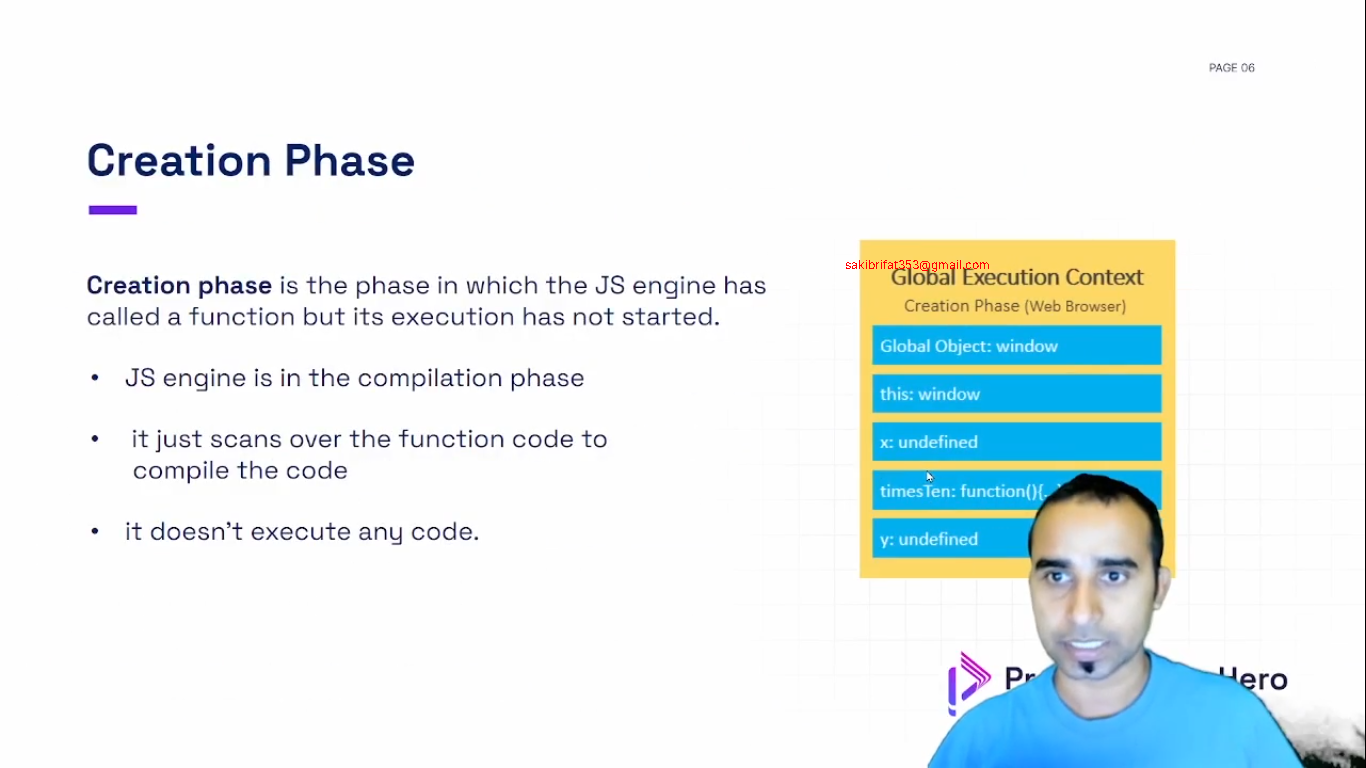 PAGE 06
Creation Phase
Creation phase is the phase in which the JS engine has
called a function but its execution has not started.
• JS engine is in the compilation phase
• it just scans over the function code to
compile the code
• it doesn't execute any code.
sakibrifat353@gmail.com
Global Execution Context
Creation Phase (Web Browser)
Global Object: window
this: window
x: undefined
timesTen: function(){...
y: undefined
Hero